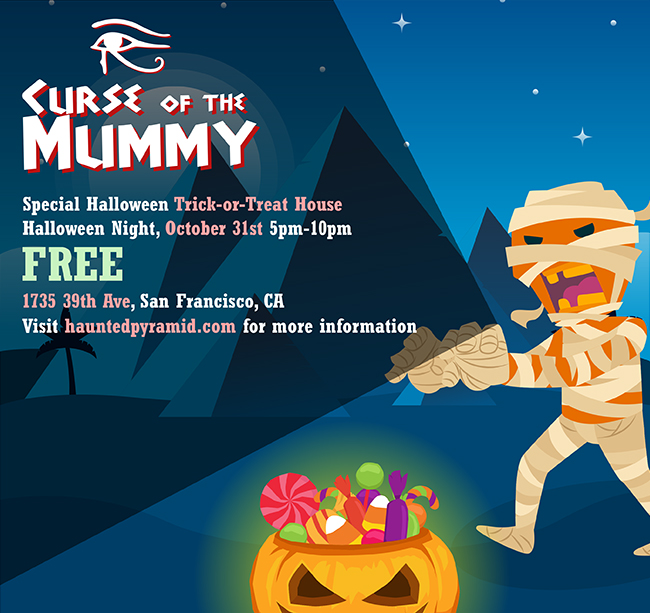 Curse of the
Mummy
Special Halloween Trick-or-Treat House
Halloween Night, October 31st 5pm-10pm
FREE
1735 39th Ave, San Francisco, CA
Visit hauntedpyramid.com for more information